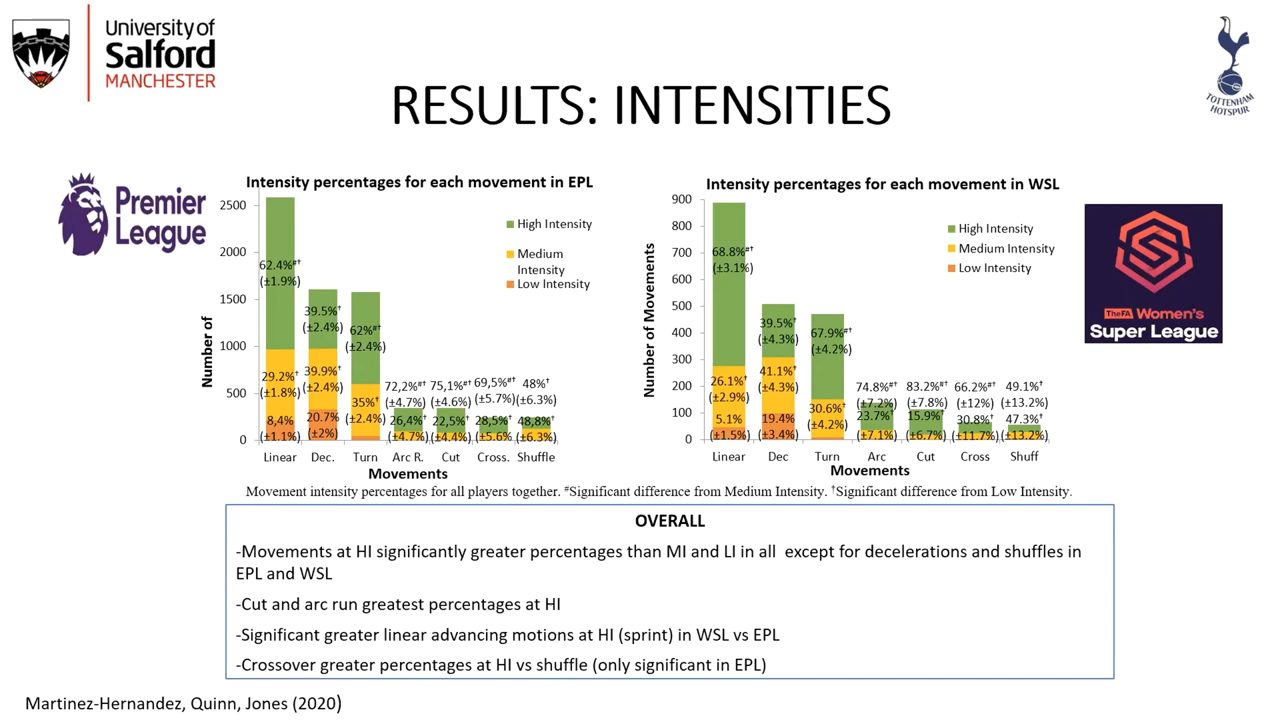 University of
Salford
MANCHESTER
TOTTENHAM
HOTSPUR
RESULTS: INTENSITIES
Premier
League
Intensity percentages for each movement in EPL
Number of
2500
2000
1500
1000
500
0
High Intensity
Medium
Intensity
Low Intensity
62.4%#†
(±1.9%)
29.2%†
(±1.8%)
8,4%
(±1.1%)
39.5%†
(±2.4%)
39.9%†
(±2.4%)
20.7%
(±2%)
62%#†
(±2.4%)
35%†
(±2.4%)
72,2%#†
(±4.7%)
26,4%†
(±4.7%)
75,1%#†
(±4.6%)
22,5%†
(±4.4%)
69,5%#†
(±5.7%)
28,5%†
(±5.6%)
48%†
(±6.3%)
48,8%†
(±6.3%)
Linear Dec. Turn Arc R. Cut Cross. Shuffle
Movements
Intensity percentages for each movement in WSL
Number of Movements
900
800
700
600
500
400
300
200
100
0
High Intensity
Medium Intensity
Low Intensity
68.8%#†
(±3.1%)
26.1%†
(±2.9%)
5.1%
(±1.5%)
39.5%†
(±4.3%)
41.1%†
(±4.3%)
19.4%
(±3.4%)
67.9%#†
(±4.2%)
30.6%†
(±4.2%)
74.8%#†
(±7.2%)
23.7%†
(±7.1%)
83.2%#†
(±7.8%)
15.9%†
(±6.7%)
66.2%#†
(±12%)
30.8%†
(±11.7%)
49.1%†
(±13.2%)
47.3%†
(±13.2%)
Linear Dec Turn Arc Cut Cross Shuff
Movements
The FA Women's
Super League
Movement intensity percentages for all players together. #Significant difference from Medium Intensity. †Significant difference from Low Intensity.
OVERALL
-Movements at HI significantly greater percentages than MI and LI in all except for decelerations and shuffles in
EPL and WSL
-Cut and arc run greatest percentages at HI
-Significant greater linear advancing motions at HI (sprint) in WSL vs EPL
-Crossover greater percentages at HI vs shuffle (only significant in EPL)
Martinez-Hernandez, Quinn, Jones (2020)